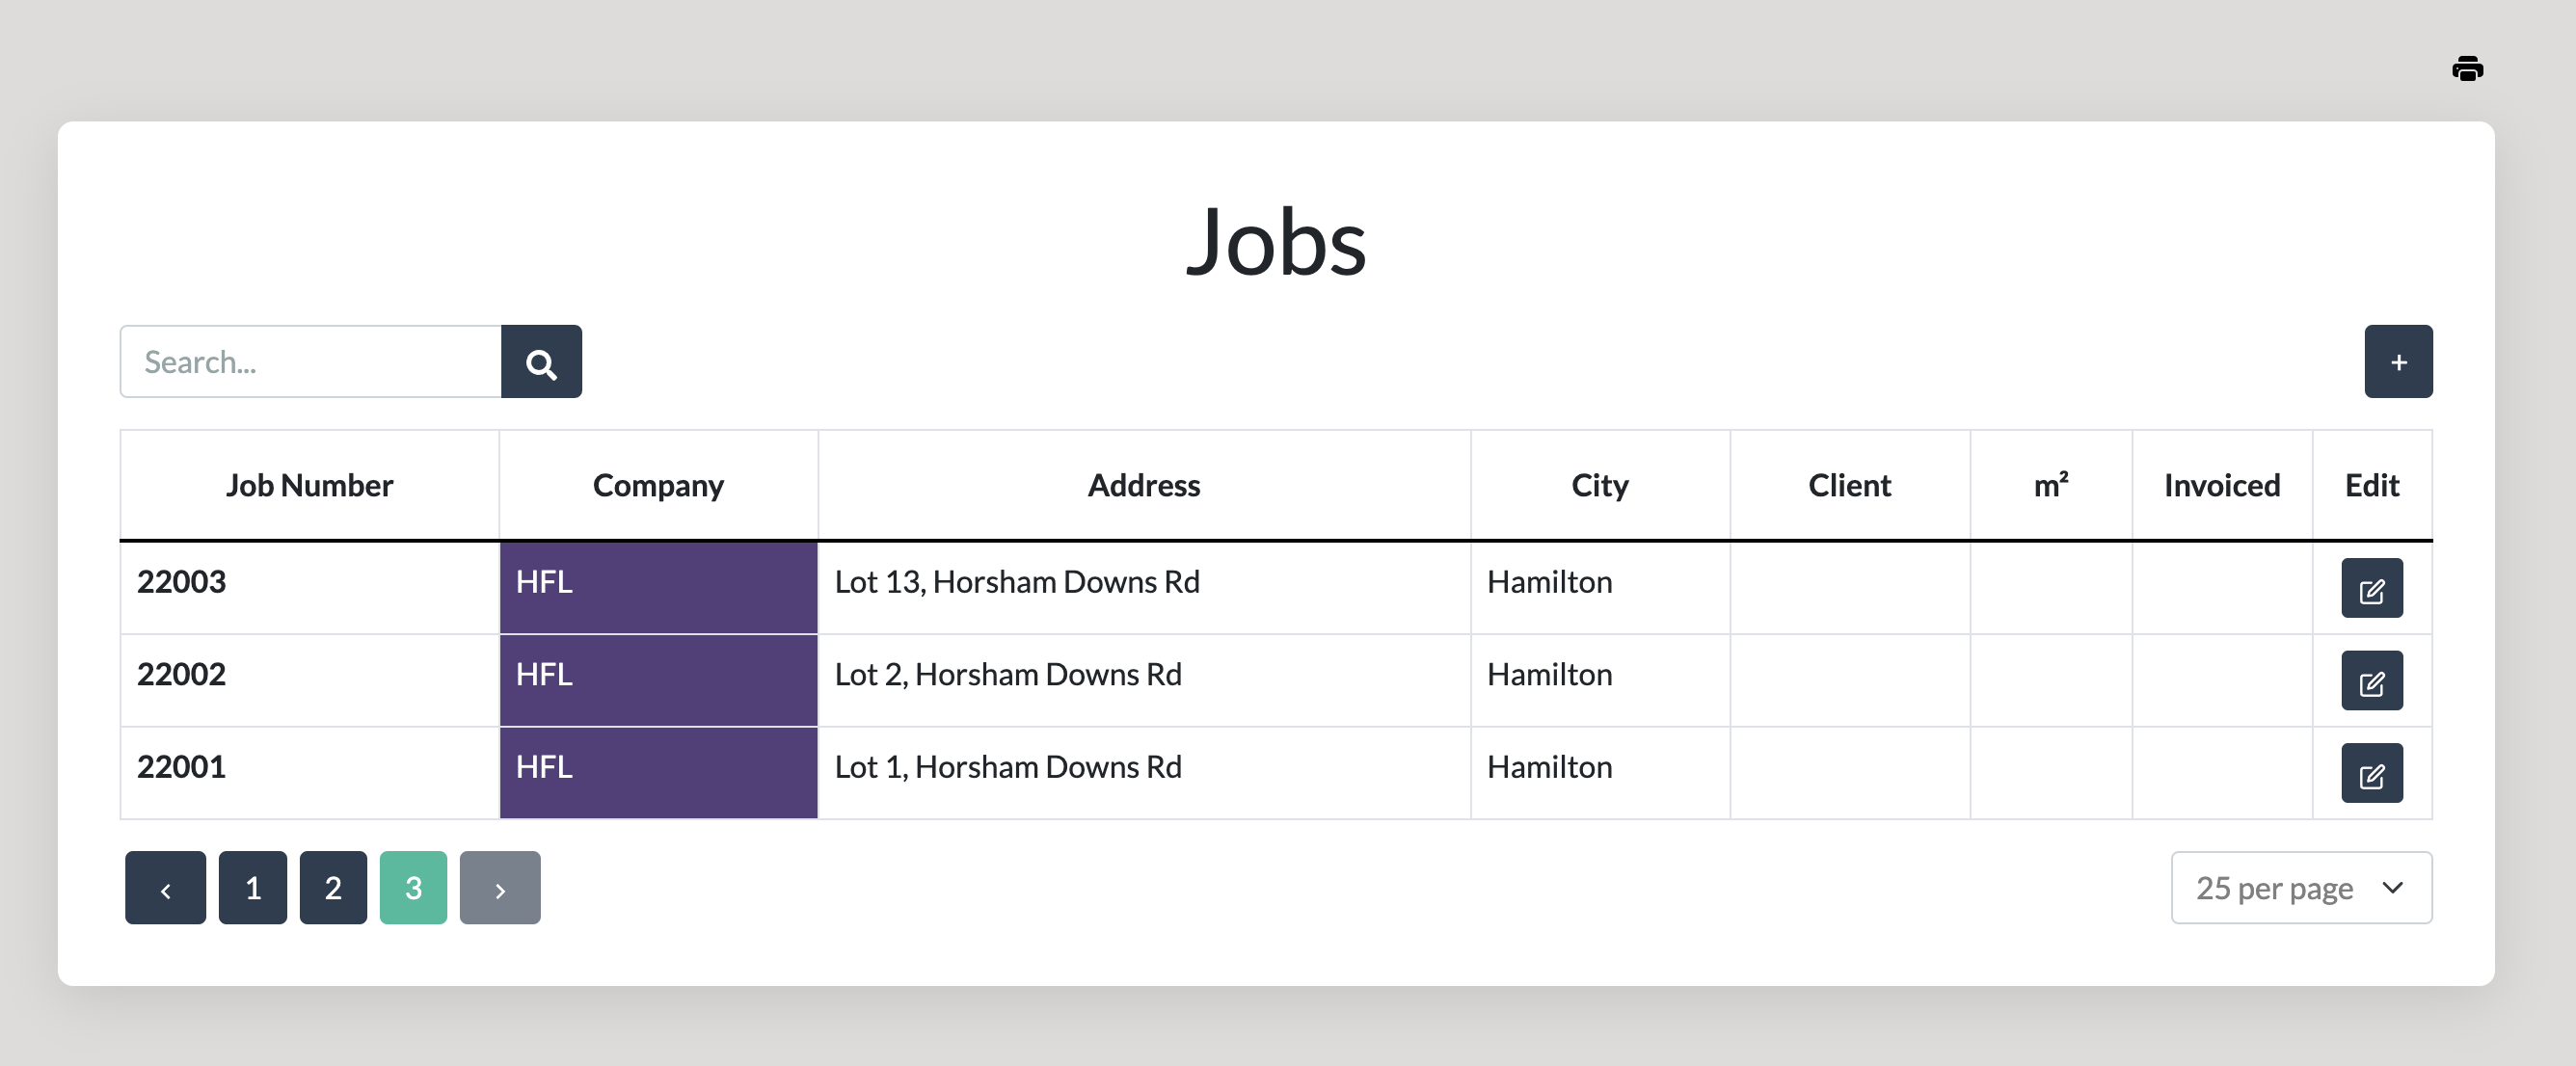 Jobs
Search...
+
Job Number Company Address City Client m² Invoiced Edit
22003 HFL Lot 13, Horsham Downs Rd Hamilton
22002 HFL Lot 2, Horsham Downs Rd Hamilton
22001 HFL Lot 1, Horsham Downs Rd Hamilton
‹ 1 2 3 › 25 per page